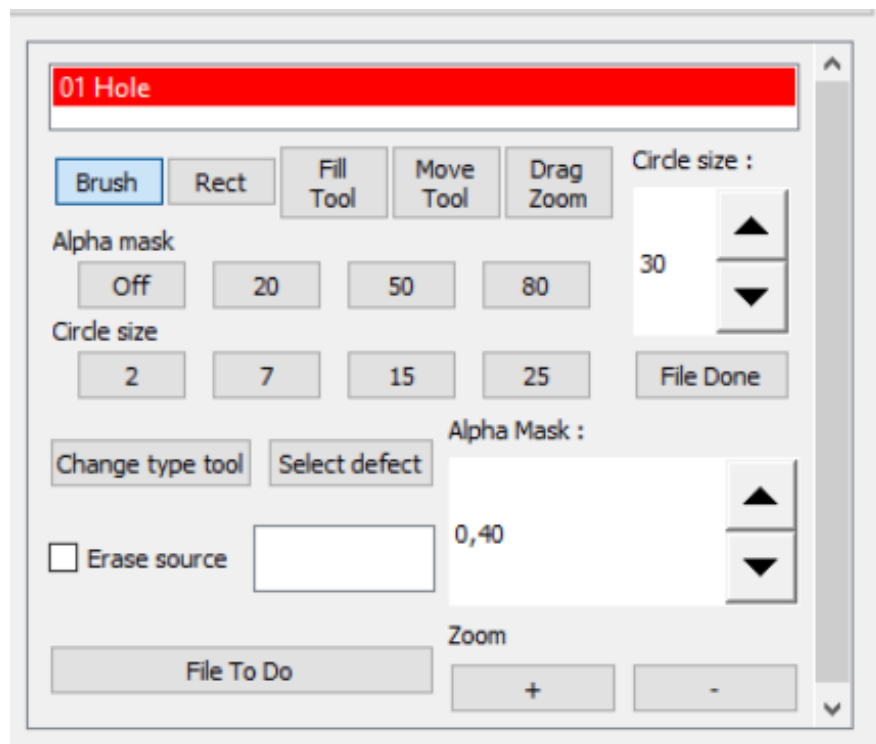 01 Hole
Brush
Rect
Fill
Tool
Move
Tool
Drag
Zoom
Circle size :
30
Alpha mask
Off
20
50
80
Circle size
2
7
15
25
File Done
Change type tool
Select defect
Alpha Mask :
0,40
Erase source
File To Do
Zoom
+
-